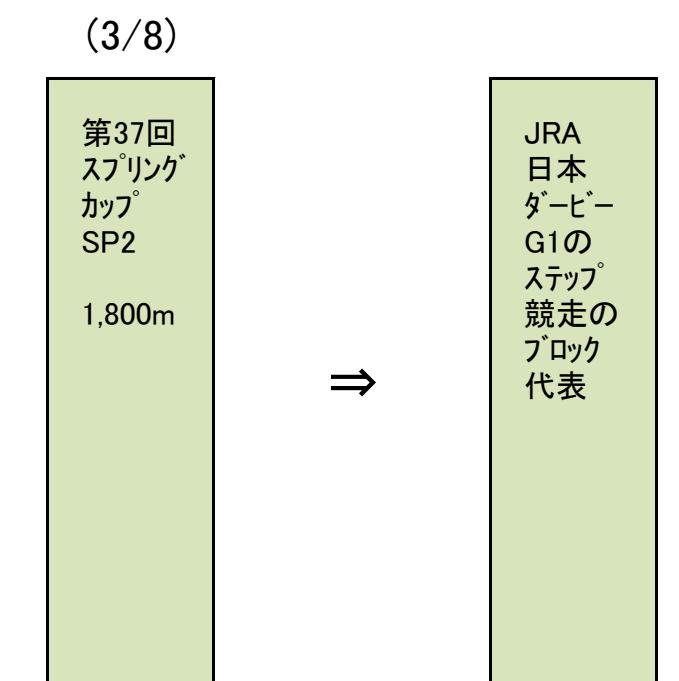 (3/8)
第37回
ｽﾌﾟﾘﾝｸﾞ
ｶｯﾌﾟ
SP2
1,800m
⇒
JRA
日本
ﾀﾞｰﾋﾞｰ
G1の
ｽﾃｯﾌﾟ
競走の
ﾌﾞﾛｯｸ
代表